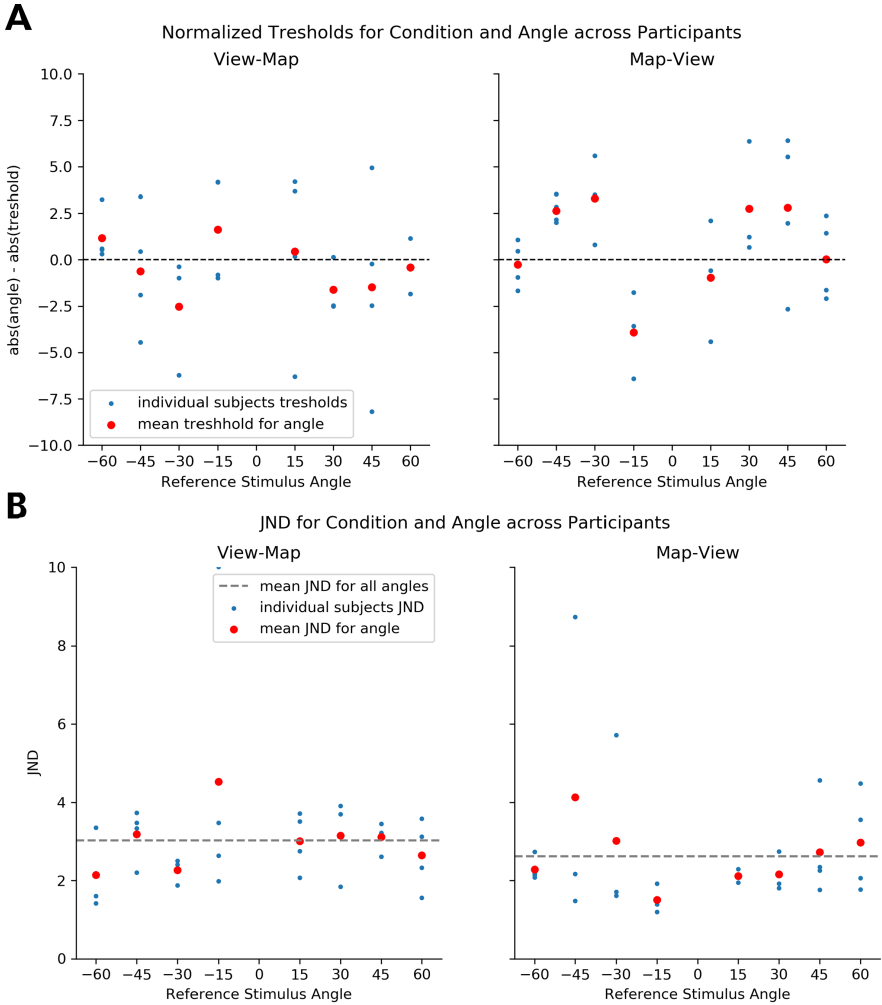 A
Normalized Tresholds for Condition and Angle across Participants
View-Map
Map-View
10.0
7.5
5.0
2.5
0.0
−2.5
−5.0
−7.5
−10.0
abs(angle) - abs(treshold)
individual subjects tresholds
mean treshhold for angle
−60 −45 −30 −15 0 15 30 45 60
−60 −45 −30 −15 0 15 30 45 60
Reference Stimulus Angle
Reference Stimulus Angle
B
JND for Condition and Angle across Participants
View-Map
Map-View
10
8
6
4
2
0
JND
mean JND for all angles
individual subjects JND
mean JND for angle
−60 −45 −30 −15 0 15 30 45 60
−60 −45 −30 −15 0 15 30 45 60
Reference Stimulus Angle
Reference Stimulus Angle